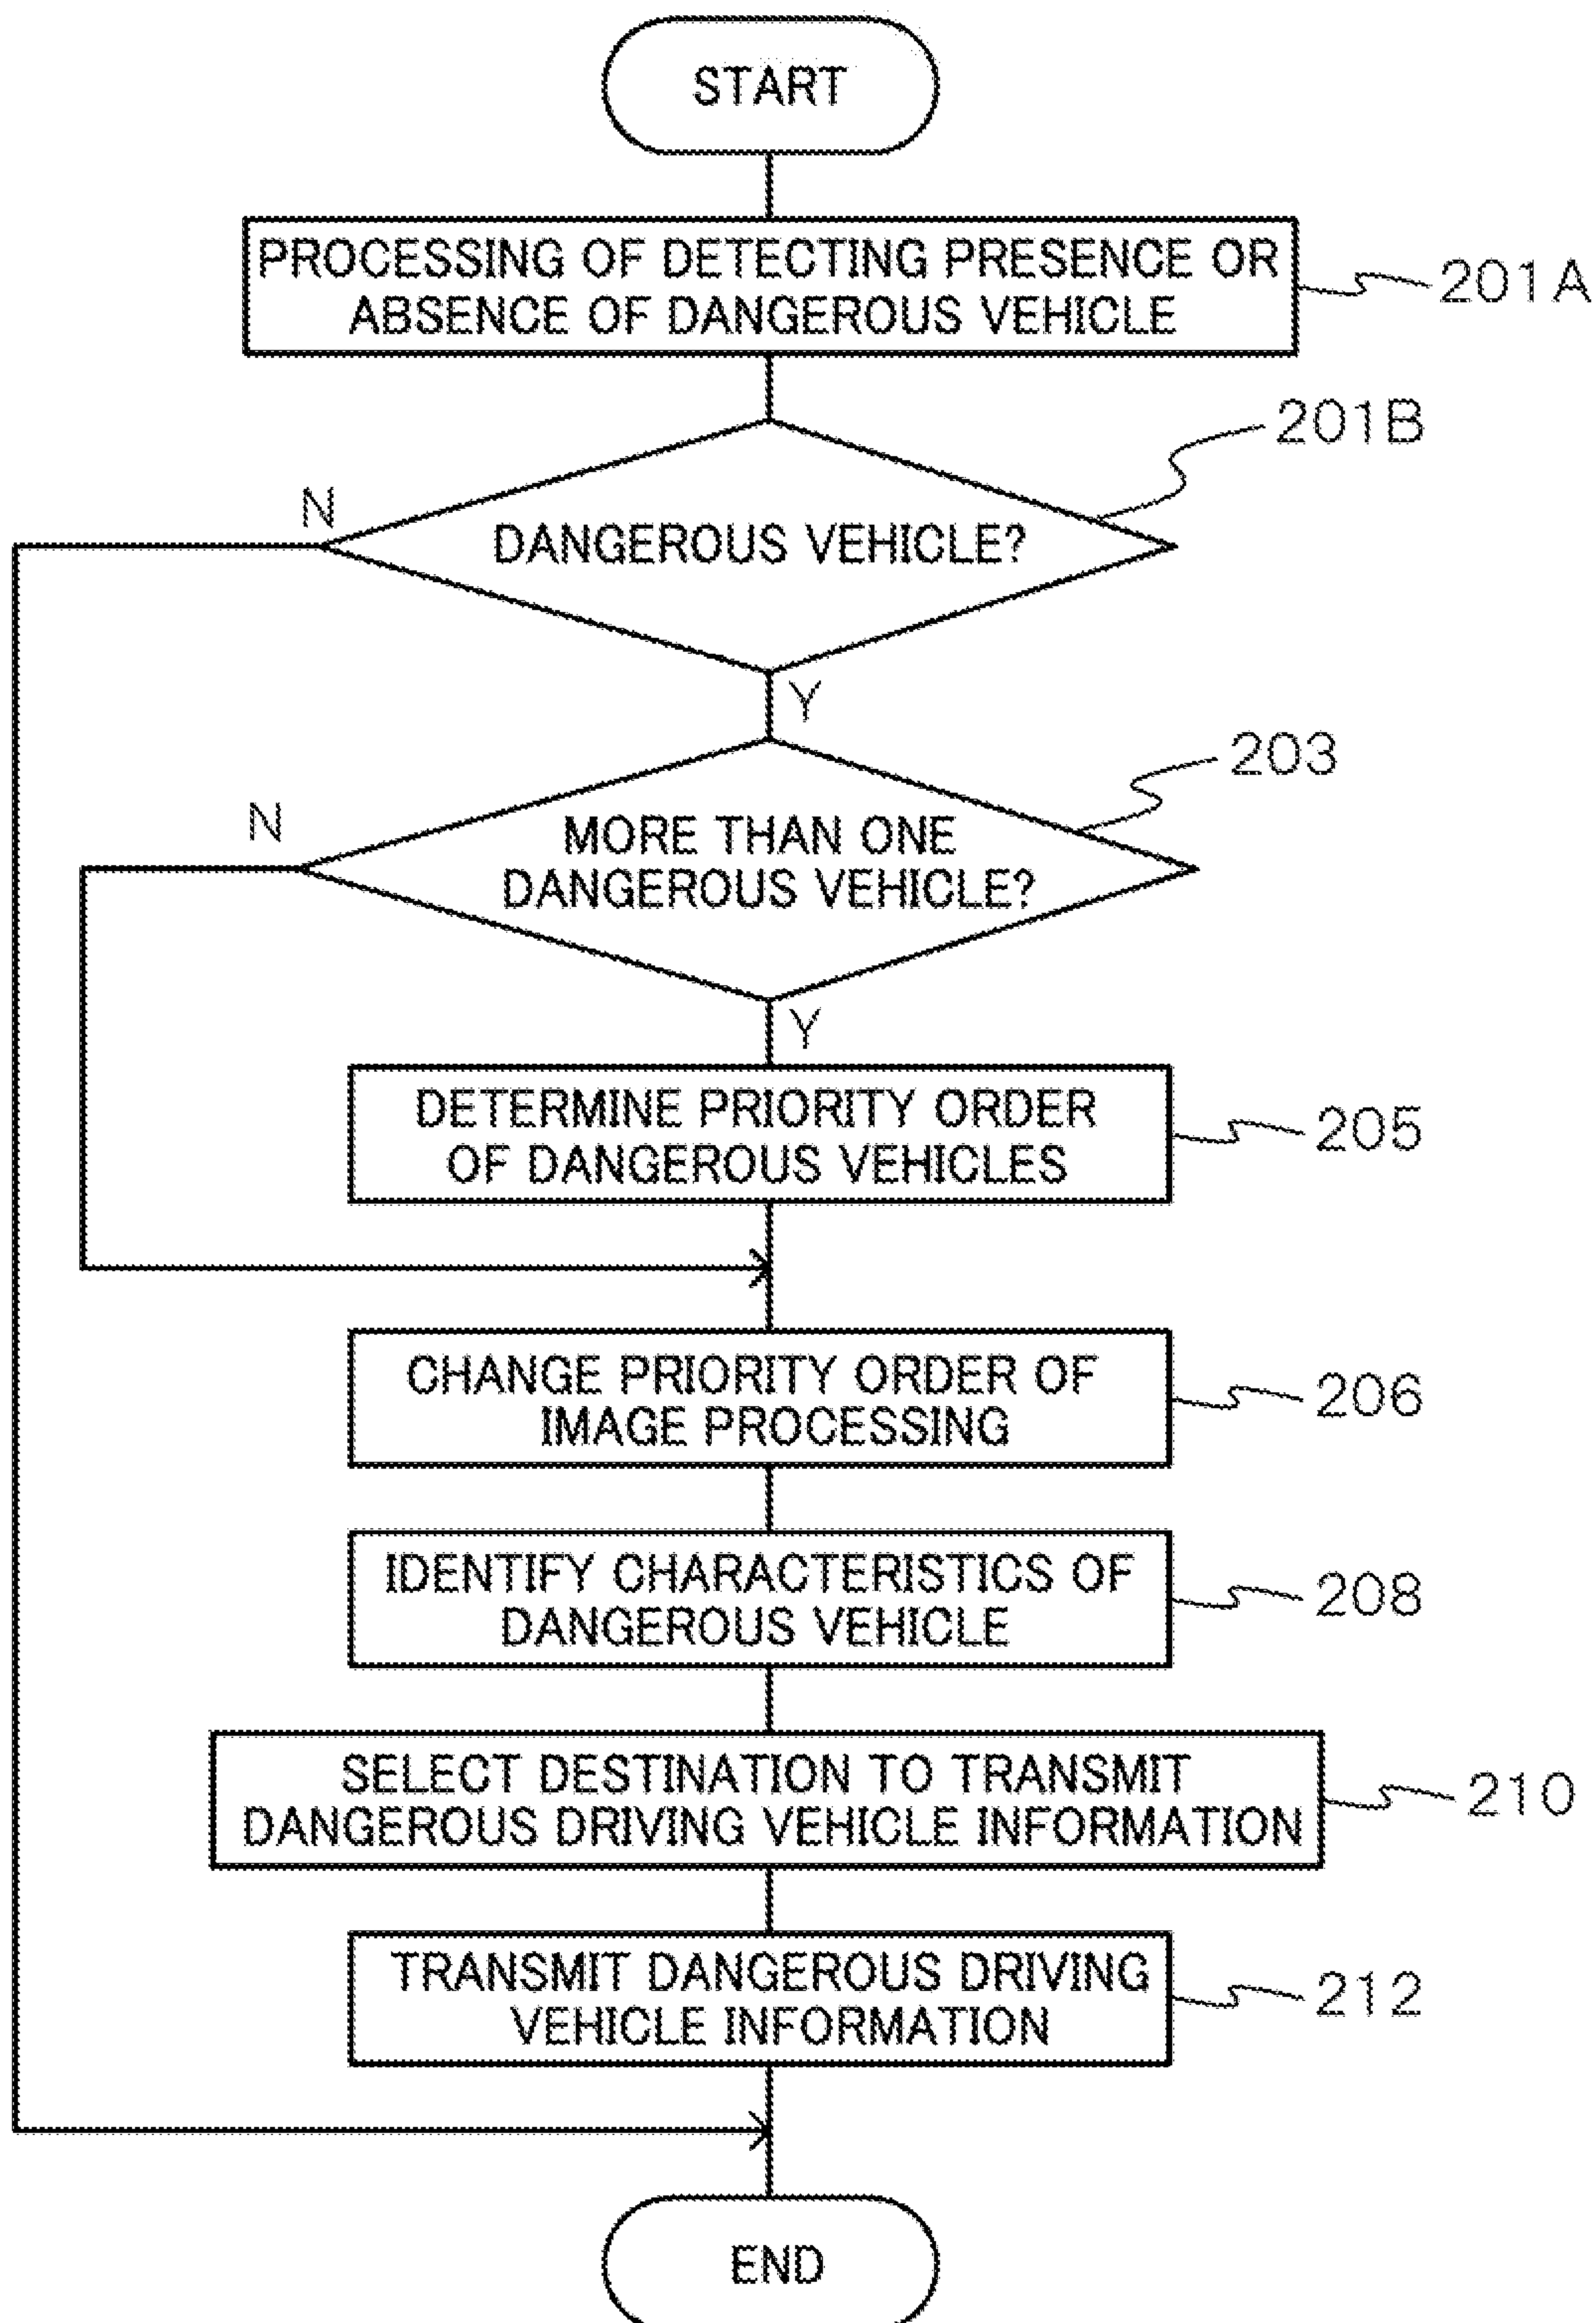 START
PROCESSING OF DETECTING PRESENCE OR
ABSENCE OF DANGEROUS VEHICLE
201A
201B
N
DANGEROUS VEHICLE?
Y
203
N
MORE THAN ONE
DANGEROUS VEHICLE?
Y
DETERMINE PRIORITY ORDER
OF DANGEROUS VEHICLES
205
CHANGE PRIORITY ORDER OF
IMAGE PROCESSING
206
IDENTIFY CHARACTERISTICS OF
DANGEROUS VEHICLE
208
SELECT DESTINATION TO TRANSMIT
DANGEROUS DRIVING VEHICLE INFORMATION
210
TRANSMIT DANGEROUS DRIVING
VEHICLE INFORMATION
212
END